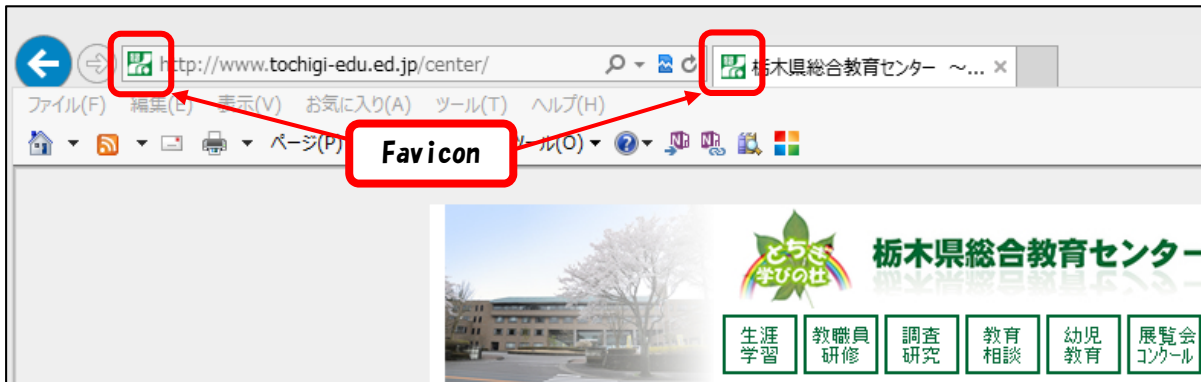 http://www.tochigi-edu.ed.jp/center/
栃木県総合教育センター ～...
ファイル(F) 編集(E) 表示(V) お気に入り(A) ツール(T) ヘルプ(H)
ページ(P) ツール(O)
Favicon
とちぎ
学びの杜
栃木県総合教育センター
生涯学習 教職員研修 調査研究 教育相談 幼児教育 展覧会コンクール